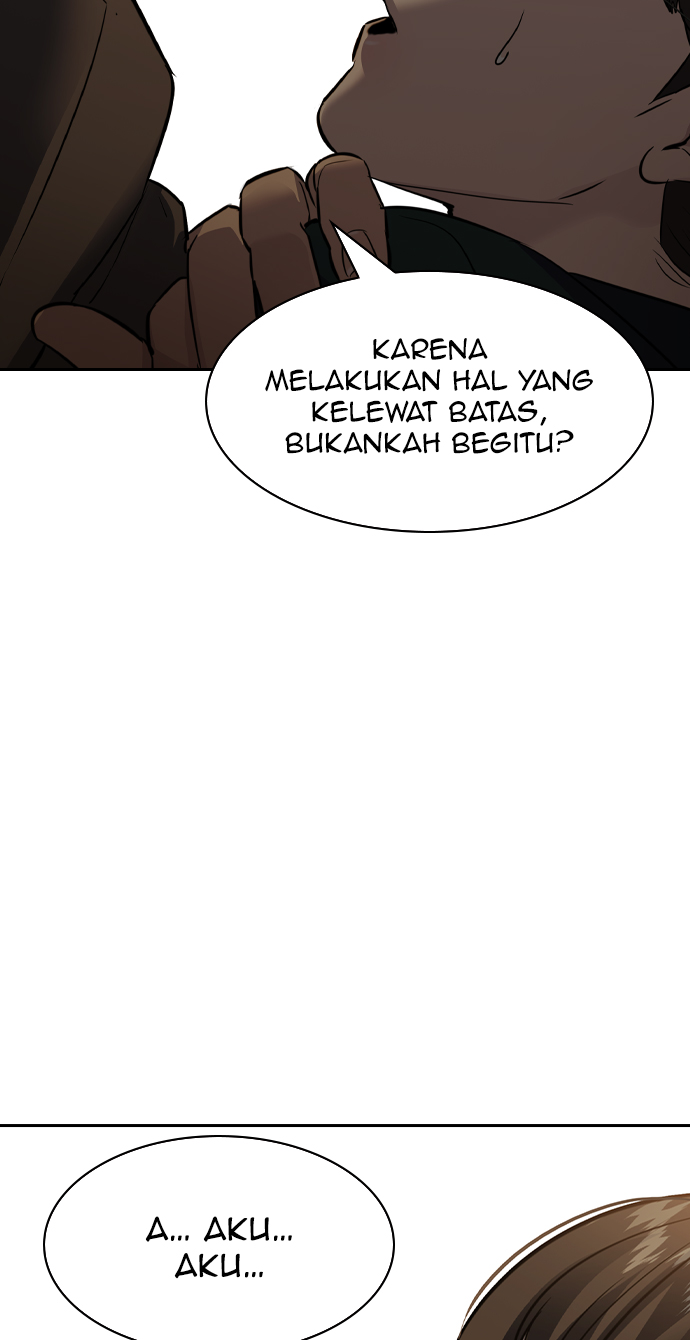 KARENA
MELAKUKAN HAL YANG
KELEWAT BATAS,
BUKANKAH BEGITU?
A... AKU...
AKU...